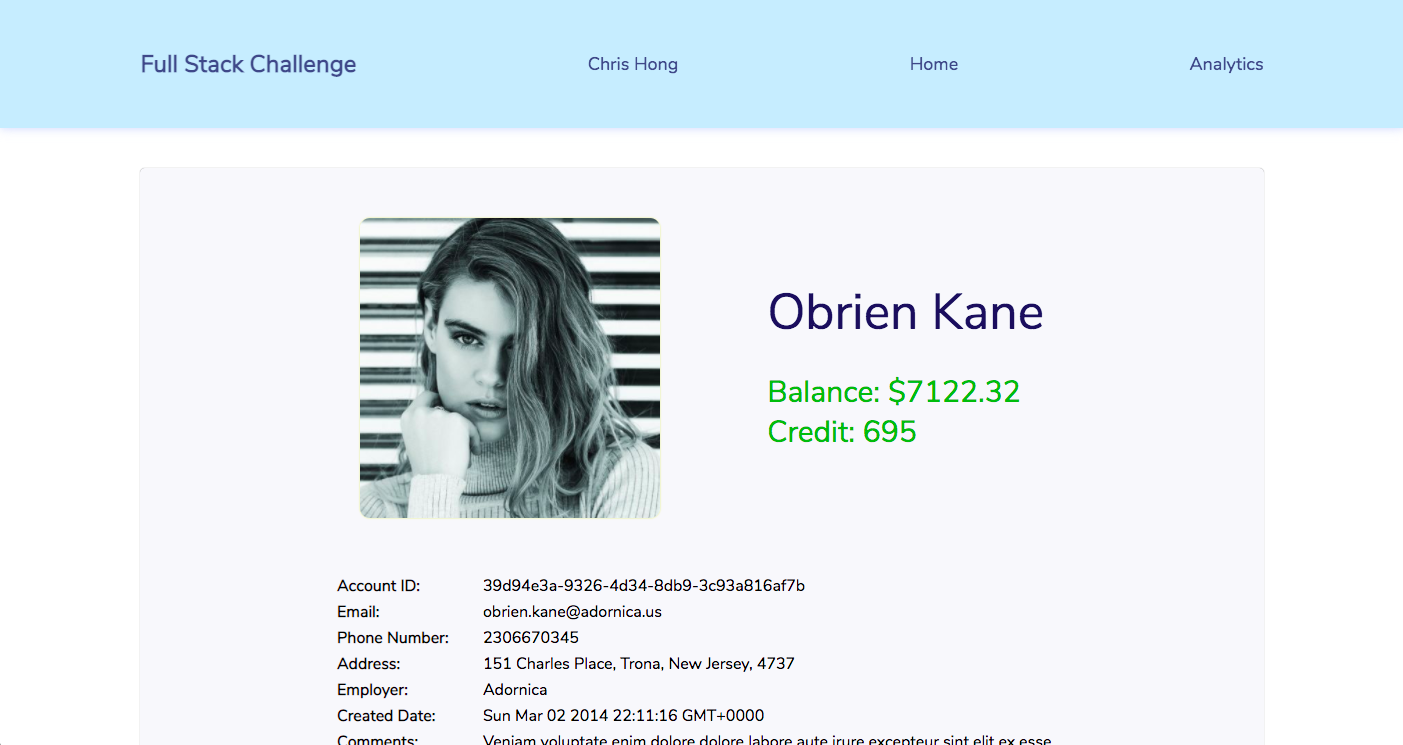 Full Stack Challenge Chris Hong Home Analytics
Obrien Kane
Balance: $7122.32
Credit: 695
Account ID: 39d94e3a-9326-4d34-8db9-3c93a816af7b
Email: obrien.kane@adornica.us
Phone Number: 2306670345
Address: 151 Charles Place, Trona, New Jersey, 4737
Employer: Adornica
Created Date: Sun Mar 02 2014 22:11:16 GMT+0000
Comments: Veniam voluptate enim dolore dolore labore aute irure excepteur sint elit ex esse